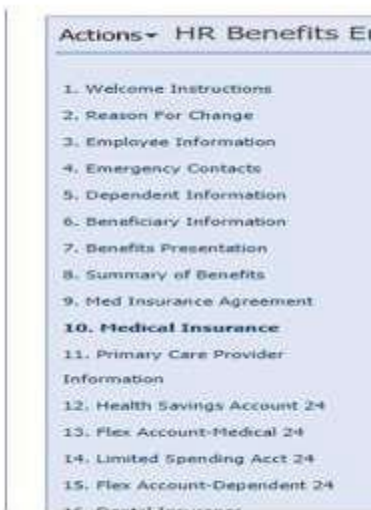 Actions HR Benefits
1. Welcome Instructions
2. Reason For Change
3. Employee Information
4. Emergency Contacts
5. Dependent Information
6. Beneficiary Information
7. Benefits Presentation
8. Summary of Benefits
9. Med Insurance Agreement
10. Medical Insurance
11. Primary Care Provider
Information
12. Health Savings Account 24
13. Flex Account-Medical 24
14. Limited Spending Acct 24
15. Flex Account-Dependent 24
16. Dental Insurance